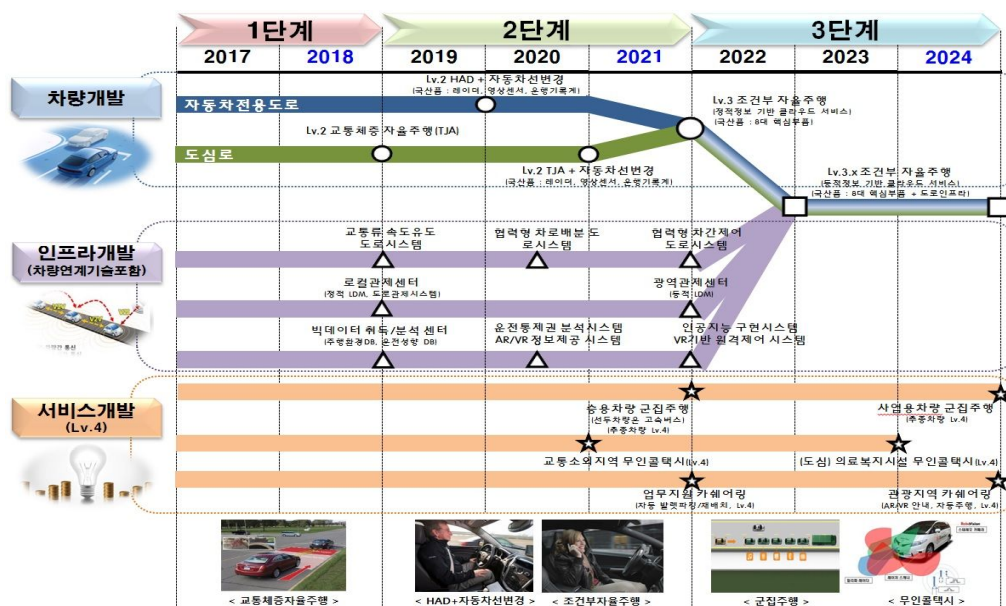 1단계
2단계
3단계
2017
2018
2019
2020
2021
2022
2023
2024
차량개발
자동차전용도로
Lv.2 HAD + 자동차선변경
(국산품 : 레이더, 영상센서, 운행기록계)
Lv.3 조건부 자율주행
(정적정보 기반 클라우드 서비스)
(국산품 : 8대 핵심부품)
Lv.2 교통체증 자율주행(TJA)
도심로
Lv.2 TJA + 자동차선변경
(국산품 : 레이더, 영상센서, 운행기록계)
Lv.3.x 조건부 자율주행
(동적정보 기반 클라우드 서비스)
(국산품 : 8대 핵심부품 + 도로인프라)
인프라개발
(차량연계기술포함)
교통류 속도유도
도로시스템
협력형 차로배분 도
로시스템
협력형 차간제어
도로시스템
로컬관제센터
(정적 LDM, 도로관제시스템)
광역관제센터
(동적 LDM)
빅데이터 취득/분석 센터
(주행환경DB, 운전성향 DB)
운전통제권 분석시스템
AR/VR 정보제공 시스템
인공지능 구현시스템
VR기반 원격제어 시스템
서비스개발
(Lv.4)
승용차량 군집주행
(선두차량은 고속버스)
(추종차량 Lv.4)
사업용차량 군집주행
(추종차량 Lv.4)
교통소외지역 무인콜택시(Lv.4)
(도심) 의료복지시설 무인콜택시(Lv.4)
업무지원 카쉐어링
(자동 발렛파킹/재배치, Lv.4)
관광지역 카쉐어링
(AR/VR 안내, 자동주행, Lv.4)
< 교통체증자율주행 >
< HAD+자동차선변경 >
< 조건부자율주행 >
< 군집주행 >
< 무인콜택시 >